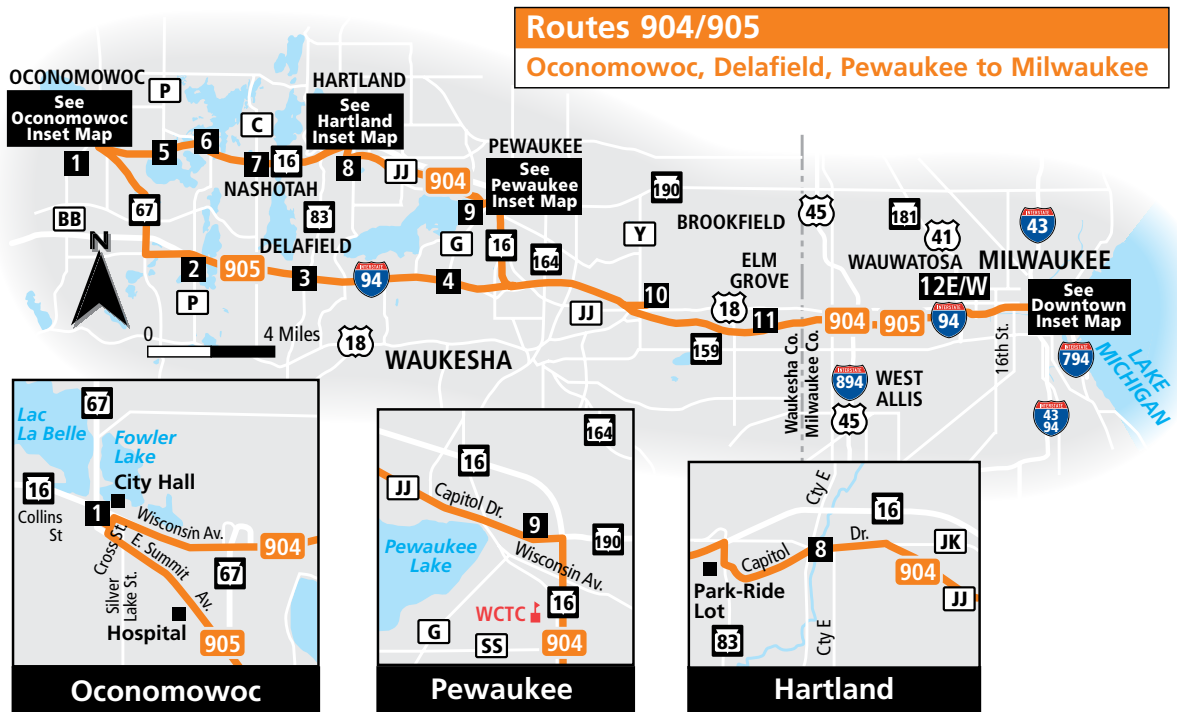 Routes 904/905
Oconomowoc, Delafield, Pewaukee to Milwaukee
OCONOMOWOC
See
Oconomowoc
Inset Map
P
C
HARTLAND
See
Hartland
Inset Map
1
5
6
7
16
8
JJ
904
NASHOTAH
PEWAUKEE
See
Pewaukee
Inset Map
9
67
BB
83
DELAFIELD
G
16
164
190
Y
BROOKFIELD
45
181
41
INTERSTATE
43
N
2
P
905
3
INTERSTATE
94
4
JJ
10
ELM
GROVE
18
11
159
WAUWATOSA
MILWAUKEE
12E/W
See
Downtown
Inset Map
904
905
INTERSTATE
94
16th St.
INTERSTATE
794
LAKE
MICHIGAN
0
4 Miles
18
WAUKESHA
Waukesha Co.
Milwaukee Co.
INTERSTATE
894
WEST
ALLIS
45
INTERSTATE
43
94
67
Lac
La Belle
Fowler
Lake
16
City Hall
Collins
St
1
Wisconsin Av.
904
Cross St.
E. Summit
Av.
67
Silver
Lake St.
Hospital
905
Oconomowoc
164
16
JJ
Capitol Dr.
9
190
Pewaukee
Lake
Wisconsin Av.
16
WCTC
G
SS
904
Pewaukee
Cty E
16
Capitol
8
Dr.
JK
904
Park-Ride
Lot
JJ
83
Cty E
Hartland